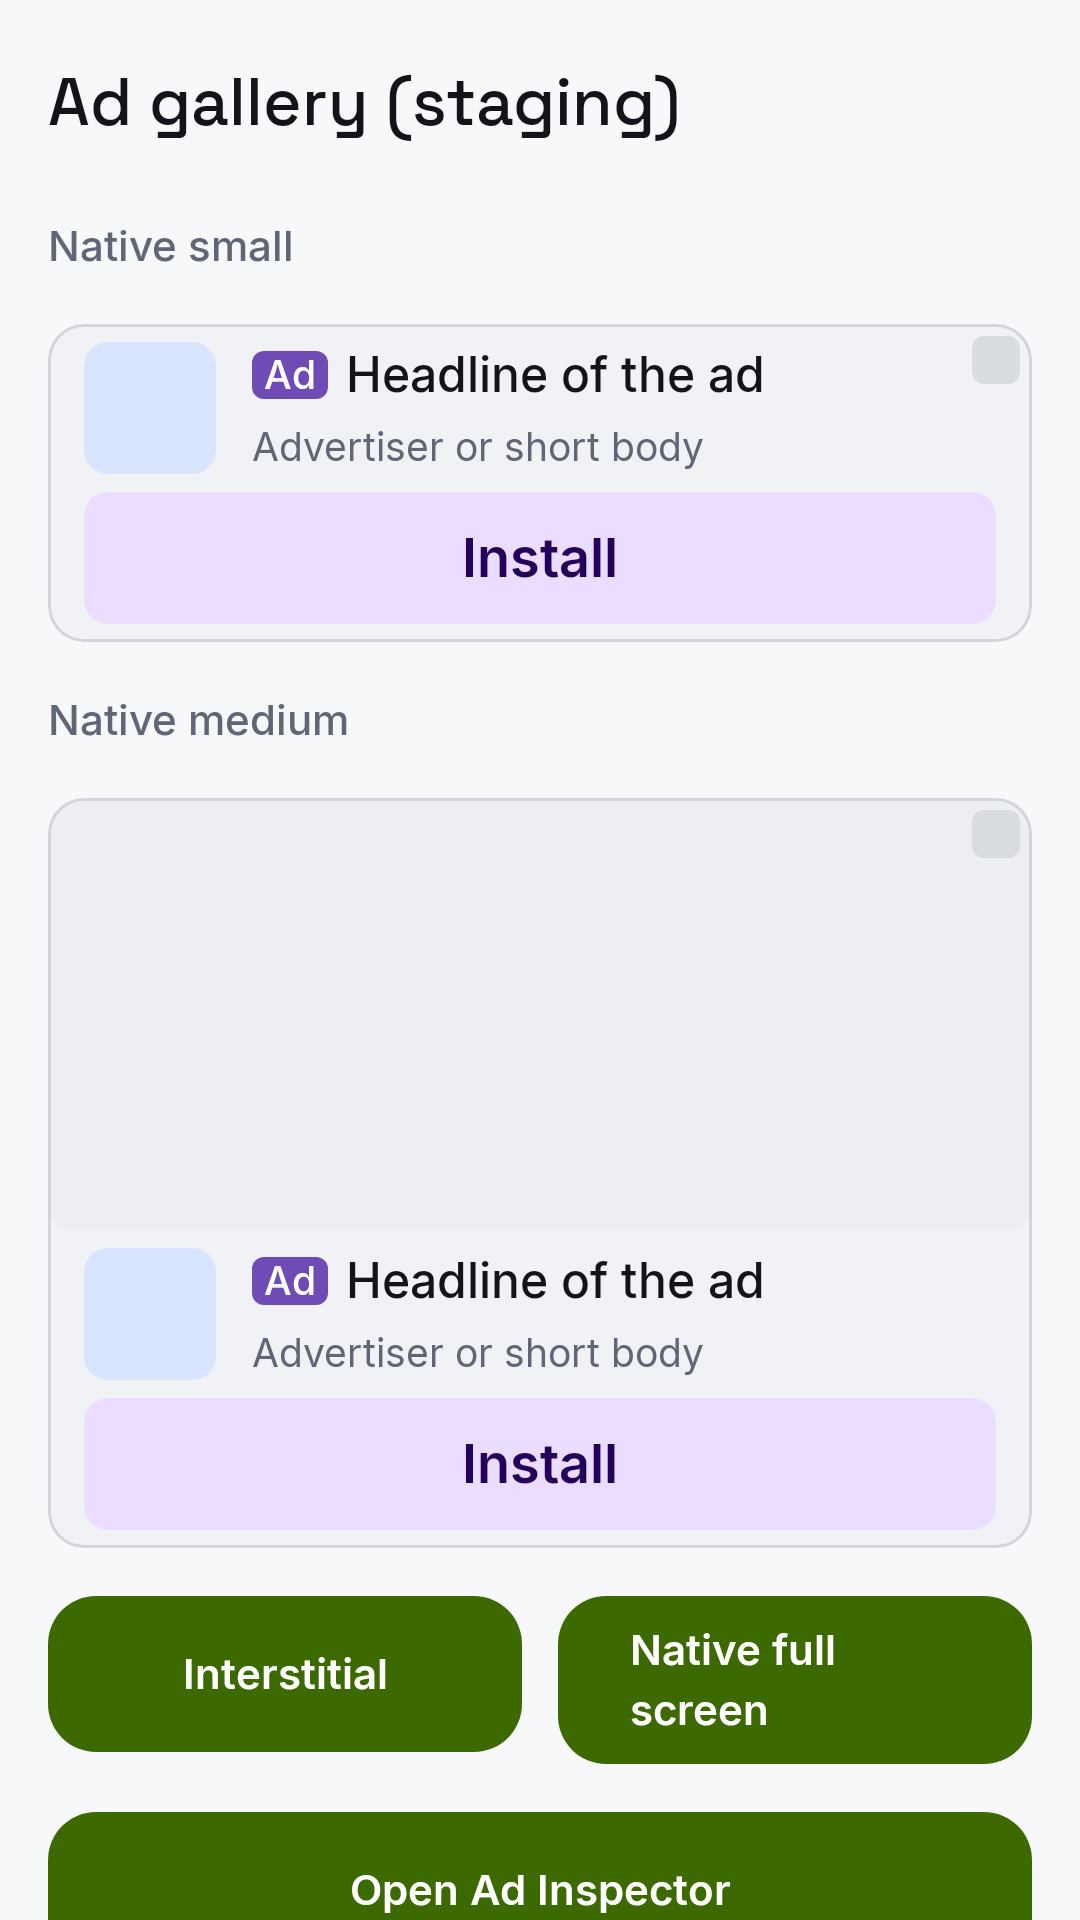 Ad gallery (staging)
Native small
Ad Headline of the ad
Advertiser or short body
Install
Native medium
Ad Headline of the ad
Advertiser or short body
Install
Interstitial
Native full
screen
Open Ad Inspector